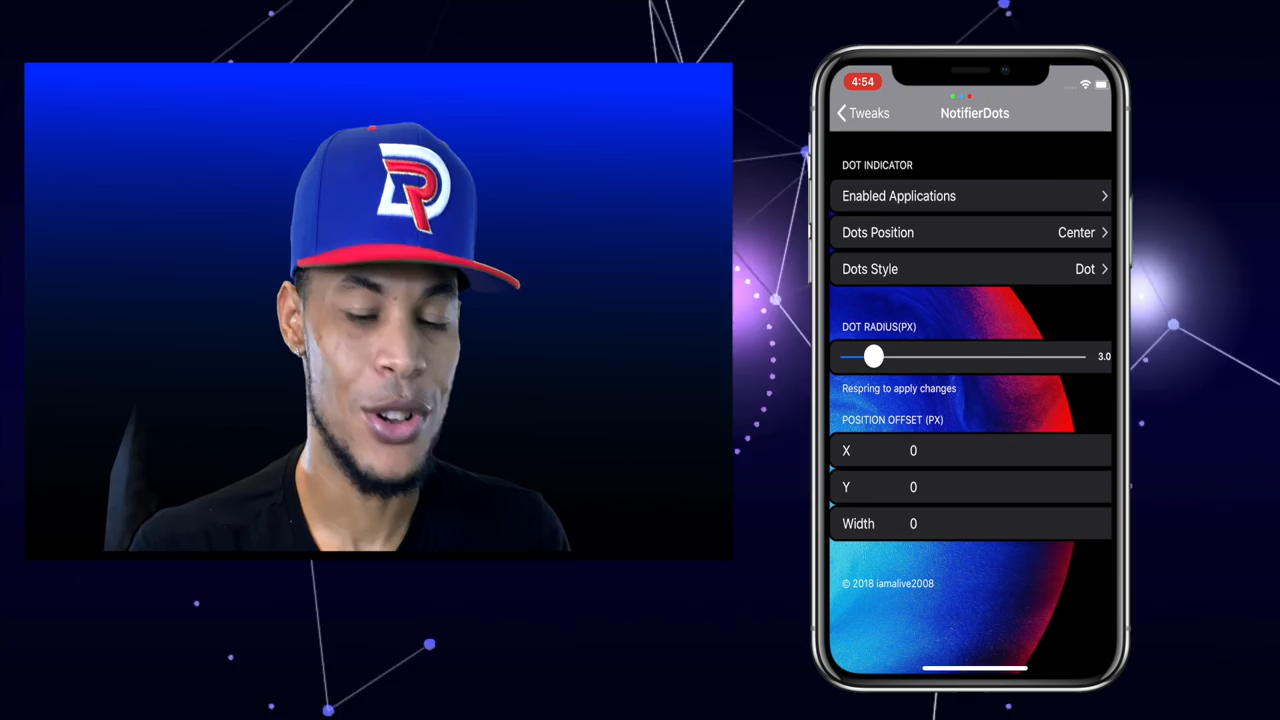 DR
4:54
Tweaks
NotifierDots
DOT INDICATOR
Enabled Applications
Dots Position Center
Dots Style Dot
DOT RADIUS(PX)
3.0
Respring to apply changes
POSITION OFFSET (PX)
X 0
Y 0
Width 0
© 2018 iamalive2008